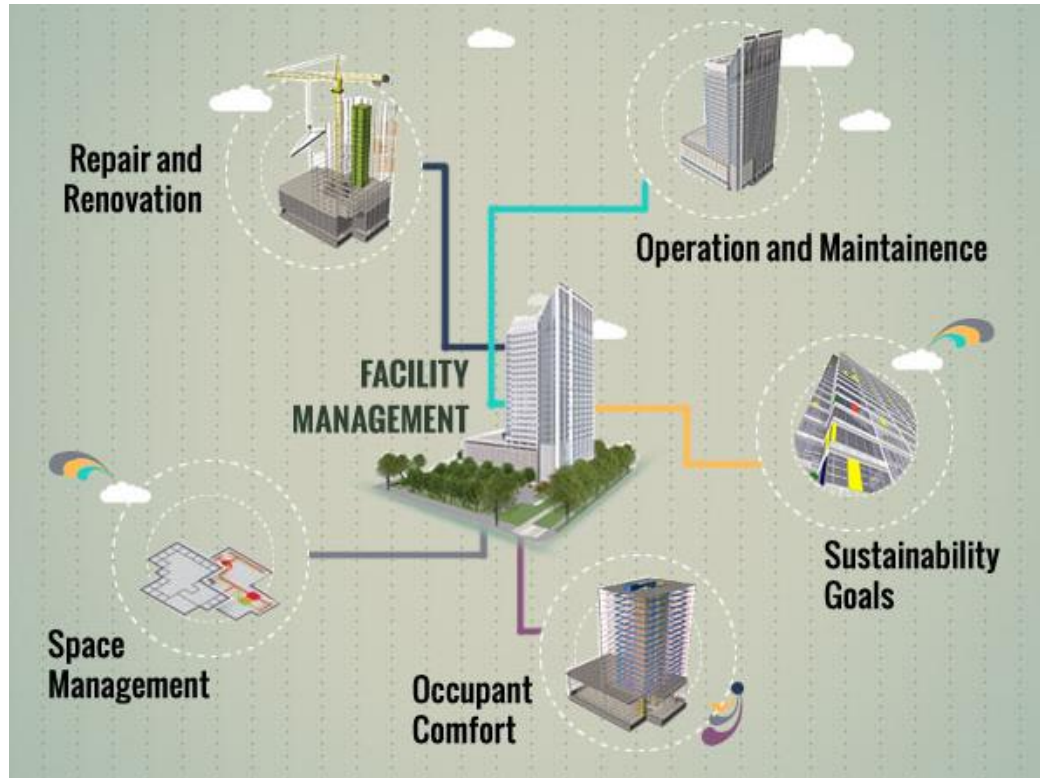 Repair and
Renovation
Operation and Maintainence
FACILITY
MANAGEMENT
Sustainability
Goals
Space
Management
Occupant
Comfort